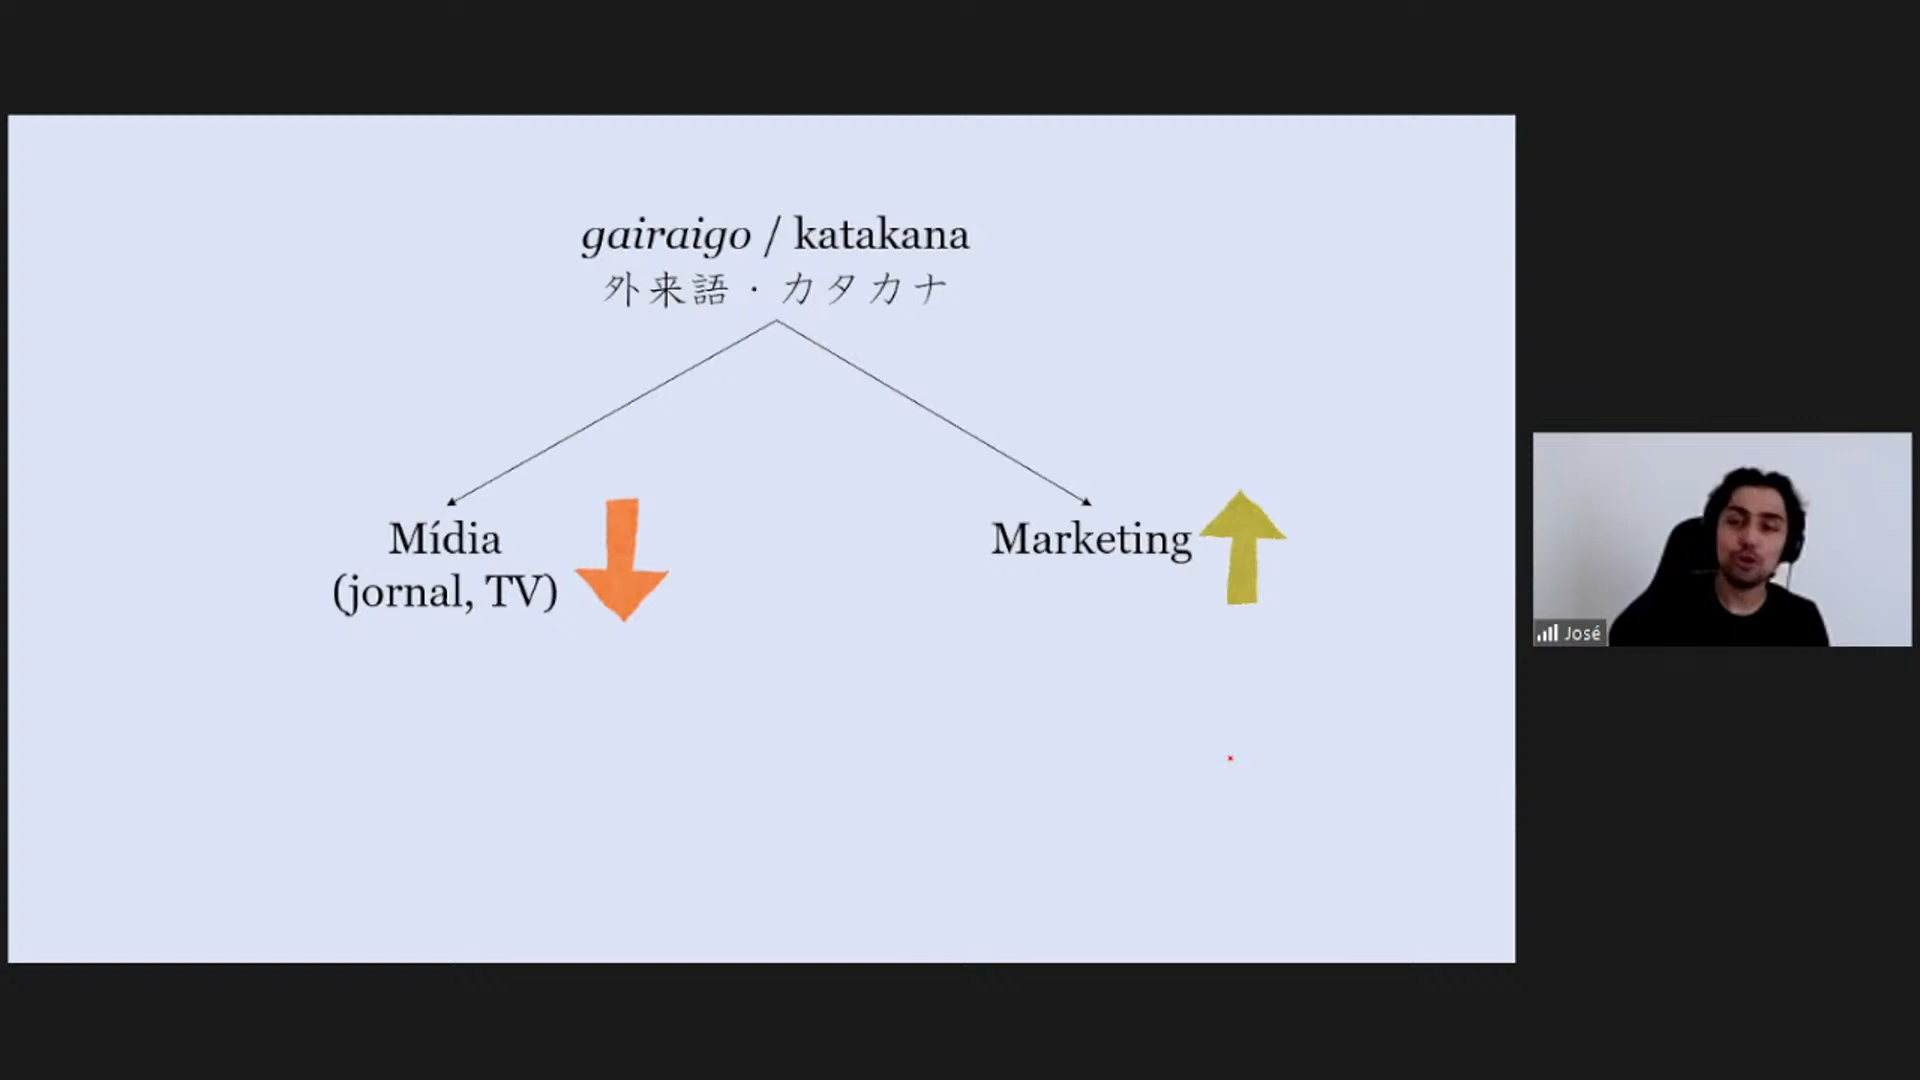 gairaigo / katakana
外来語・カタカナ
Mídia
(jornal, TV)
Marketing
José